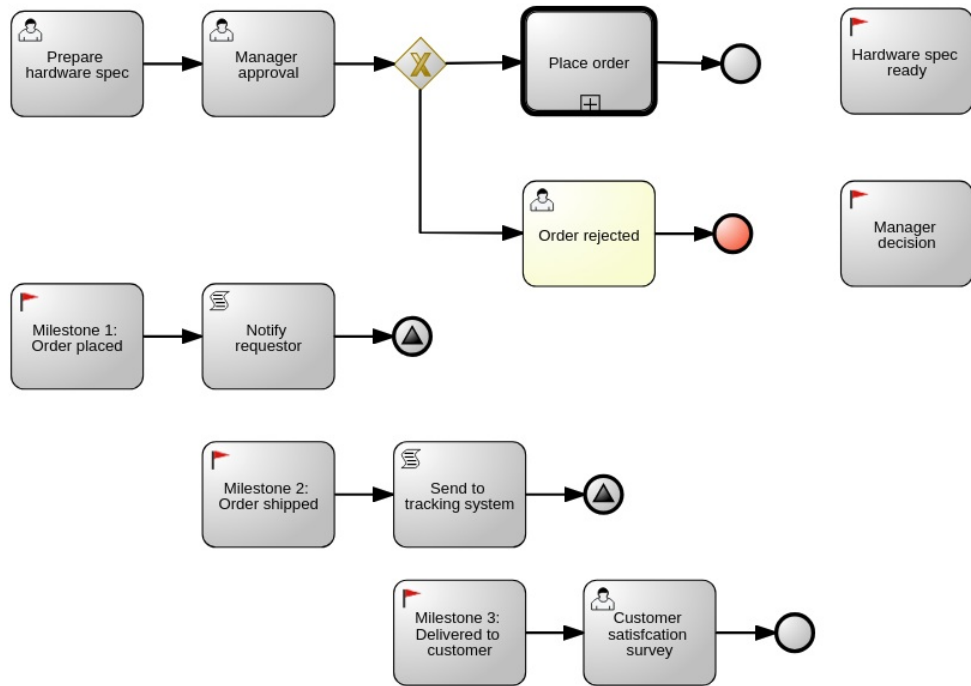 Prepare
hardware spec
Manager
approval
Place order
Hardware spec
ready
Order rejected
Manager
decision
Milestone 1:
Order placed
Notify
requestor
Milestone 2:
Order shipped
Send to
tracking system
Milestone 3:
Delivered to
customer
Customer
satisfcation
survey